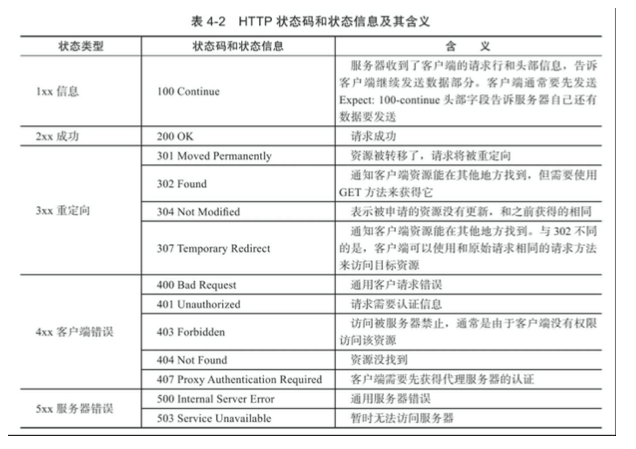 表 4-2 HTTP 状态码和状态信息及其含义
状态类型 状态码和状态信息 含 义
1xx 信息 100 Continue 服务器收到了客户端的请求行和头部信息，告诉
客户端继续发送数据部分。客户端通常要先发送
Expect: 100-continue 头部字段告诉服务器自己还有
数据要发送
2xx 成功 200 OK 请求成功
3xx 重定向 301 Moved Permanently 资源被转移了，请求将被重定向
302 Found 通知客户端资源能在其他地方找到，但需要使用
GET 方法来获得它
304 Not Modified 表示被申请的资源没有更新，和之前获得的相同
307 Temporary Redirect 通知客户端资源能在其他地方找到。与 302 不同
的是，客户端可以使用和原始请求相同的请求方法
来访问目标资源
4xx 客户端错误 400 Bad Request 通用客户请求错误
401 Unauthorized 请求需要认证信息
403 Forbidden 访问被服务器禁止，通常是由于客户端没有权限
访问该资源
404 Not Found 资源没找到
407 Proxy Authentication Required 客户端需要先获得代理服务器的认证
5xx 服务器错误 500 Internal Server Error 通用服务器错误
503 Service Unavailable 暂时无法访问服务器